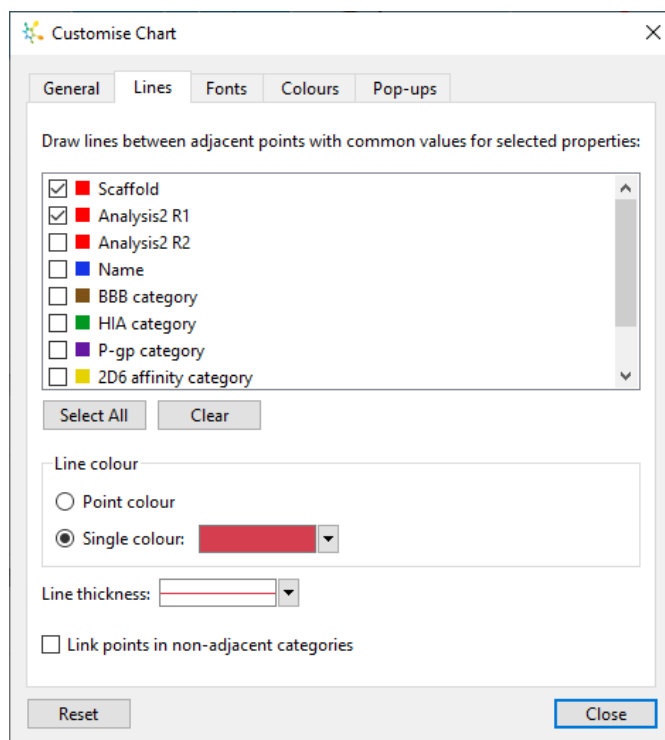 Customise Chart
General Lines Fonts Colours Pop-ups
Draw lines between adjacent points with common values for selected properties:
Scaffold
Analysis2 R1
Analysis2 R2
Name
BBB category
HIA category
P-gp category
2D6 affinity category
Select All Clear
Line colour
Point colour
Single colour:
Line thickness:
Link points in non-adjacent categories
Reset Close